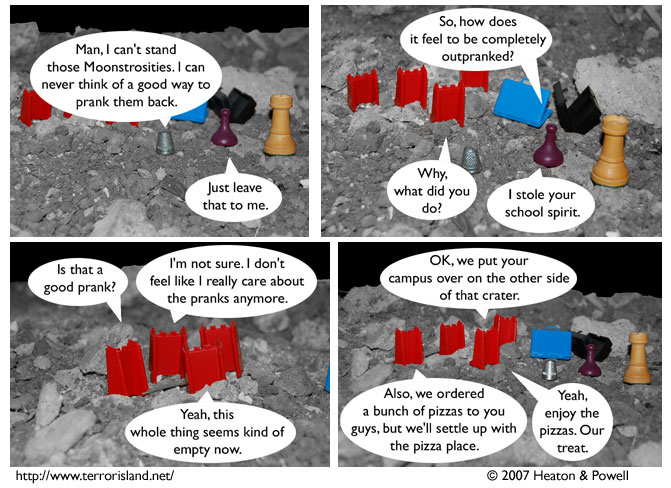 Man, I can't stand
those Moonstrosities. I can
never think of a good way to
prank them back.
Just leave
that to me.
So, how does
it feel to be completely
outpranked?
Why,
what did you
do?
I stole your
school spirit.
Is that a
good prank?
I'm not sure. I don't
feel like I really care about
the pranks anymore.
Yeah, this
whole thing seems kind of
empty now.
OK, we put your
campus over on the other side
of that crater.
Also, we ordered
a bunch of pizzas to you
guys, but we'll settle up with
the pizza place.
Yeah,
enjoy the
pizzas. Our
treat.
http://www.terrorisland.net/
© 2007 Heaton & Powell